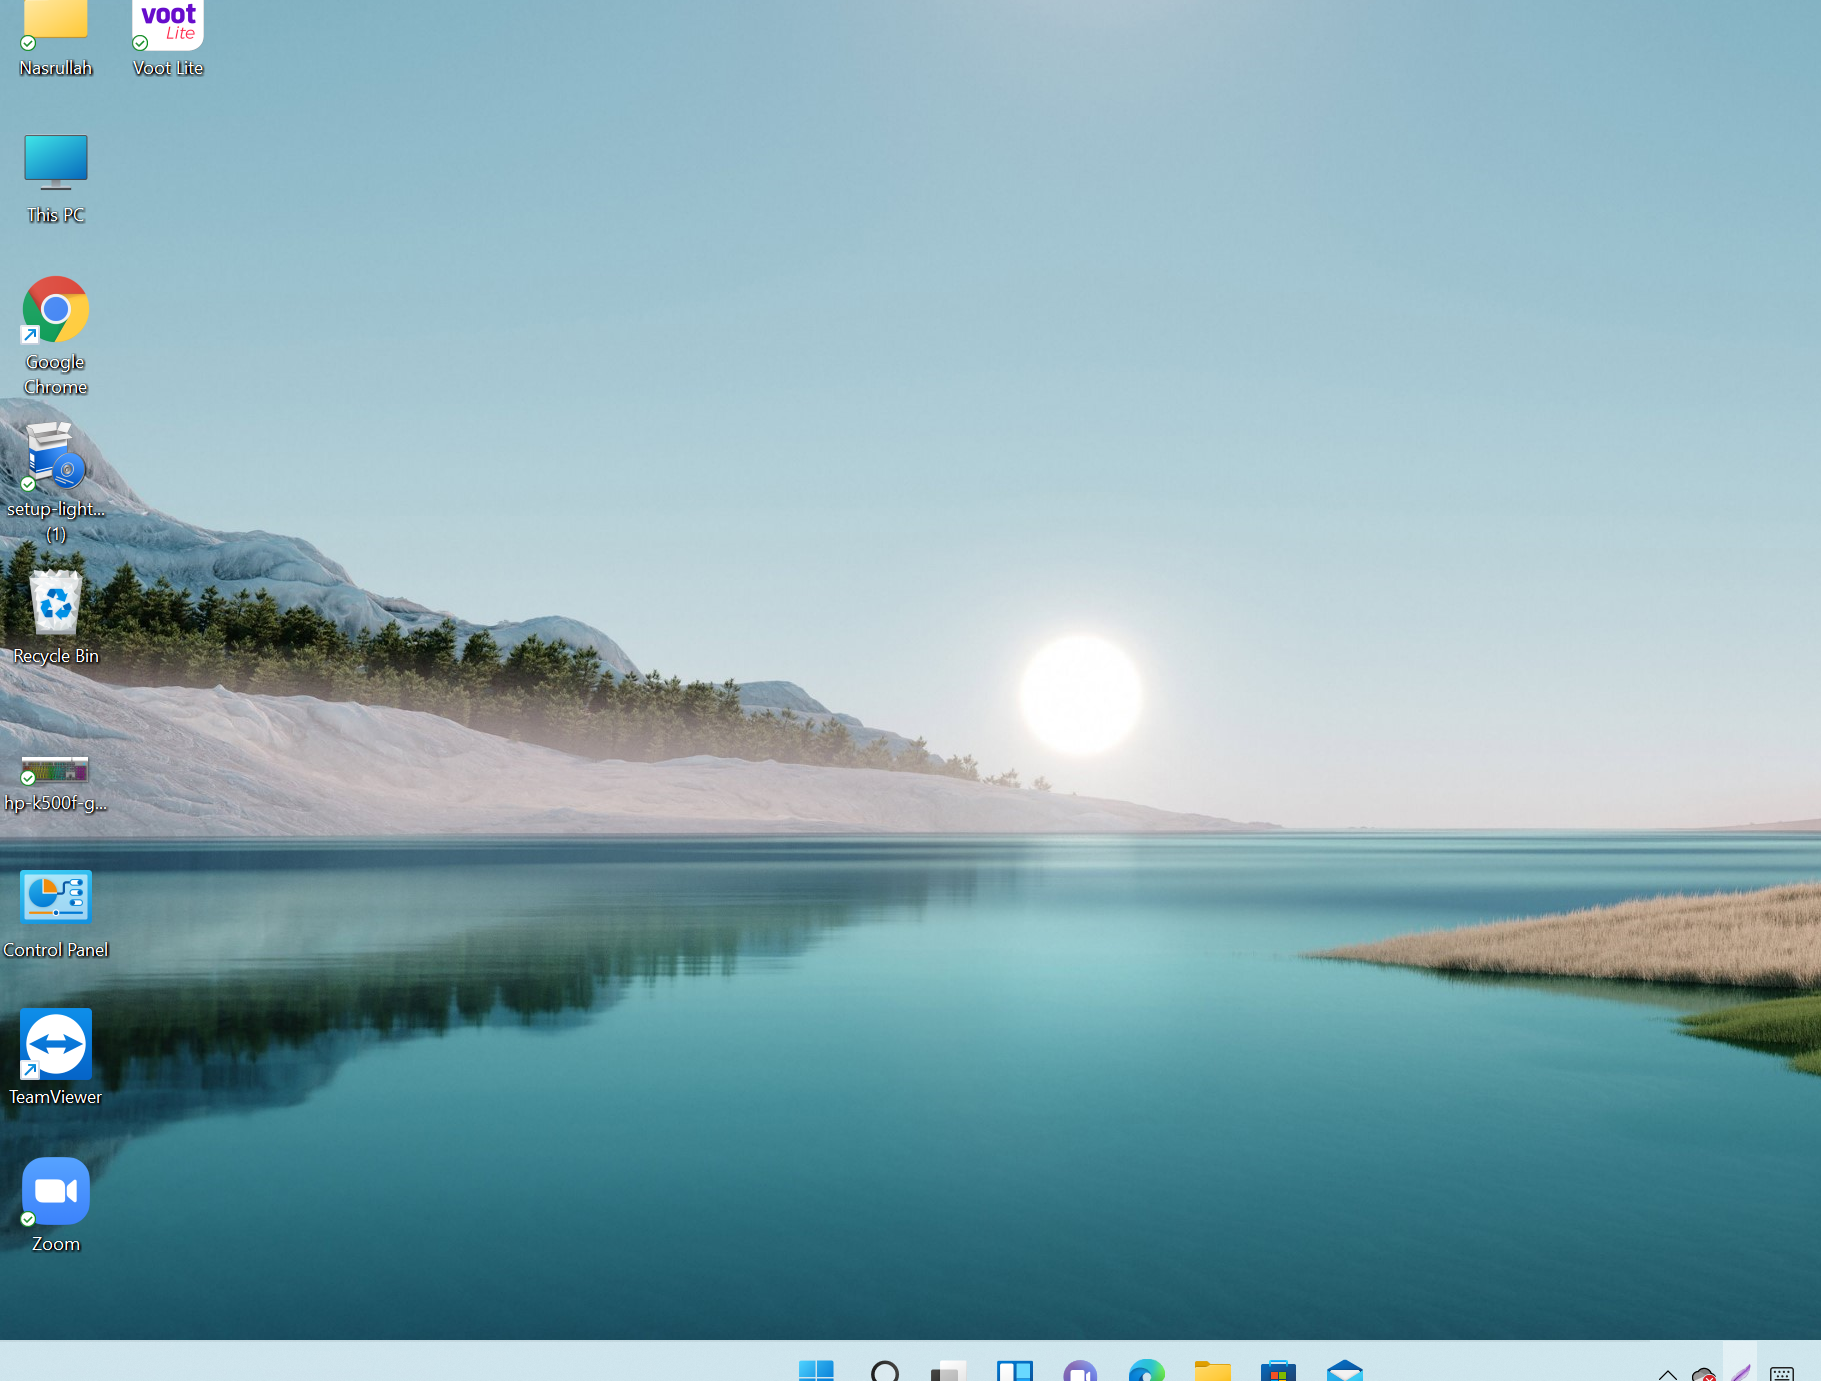 Nasrullah
voot
Lite
Voot Lite
This PC
Google
Chrome
setup-light...
(1)
Recycle Bin
hp-k500f-g...
Control Panel
TeamViewer
Zoom